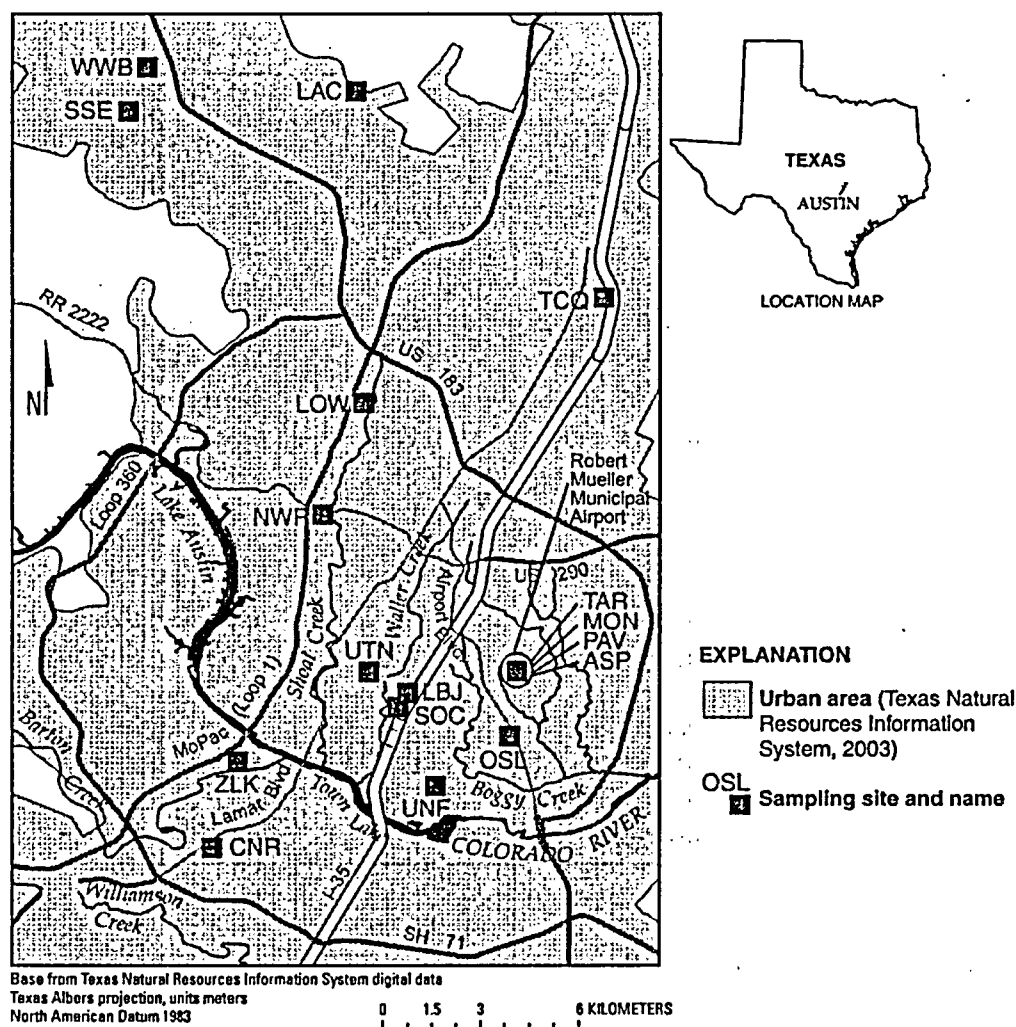 WWB
SSE
LAC
TEXAS
AUSTIN
LOCATION MAP
TCO
RR 2222
US 183
N
LOW
Loop 360
Lake Austin
NWP
Robert
Mueller
Municipal
Airport
Waller Creek
US 290
Shoal Creek
TAR
MON
PAV
ASP
UTN
LBJ
SOC
(Loop 1)
MoPac
Barton
Creek
OSL
ZLK
Lamar Blvd
Town Lake
UNF
Boggy Creek
COLORADO RIVER
CNR
I-35
Williamson
Creek
SH 71
EXPLANATION
Urban area (Texas Natural
Resources Information
System, 2003)
OSL
Sampling site and name
Base from Texas Natural Resources Information System digital data
Texas Albers projection, units meters
North American Datum 1983
0 1.5 3 6 KILOMETERS